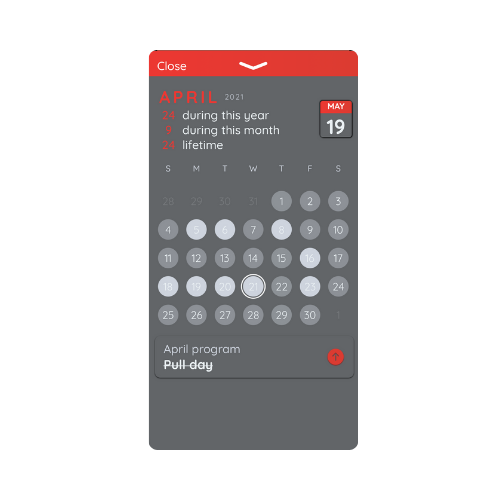 Close
APRIL 2021
24 during this year
9 during this month
24 lifetime
MAY
19
S M T W T F S
28 29 30 31 1 2 3
4 5 6 7 8 9 10
11 12 13 14 15 16 17
18 19 20 21 22 23 24
25 26 27 28 29 30 1
April program
Pull day